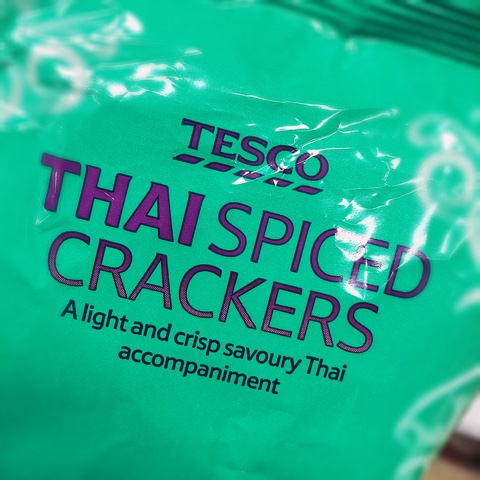 TESCO
THAI SPICED
CRACKERS
A light and crisp savoury Thai
accompaniment